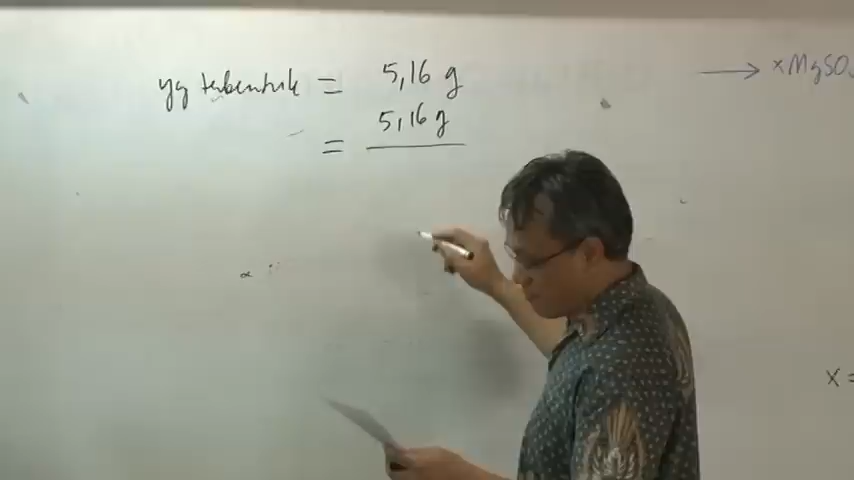 yg terbentuk = 5,16 g
= 5,16 g
→ xMgSO
x =